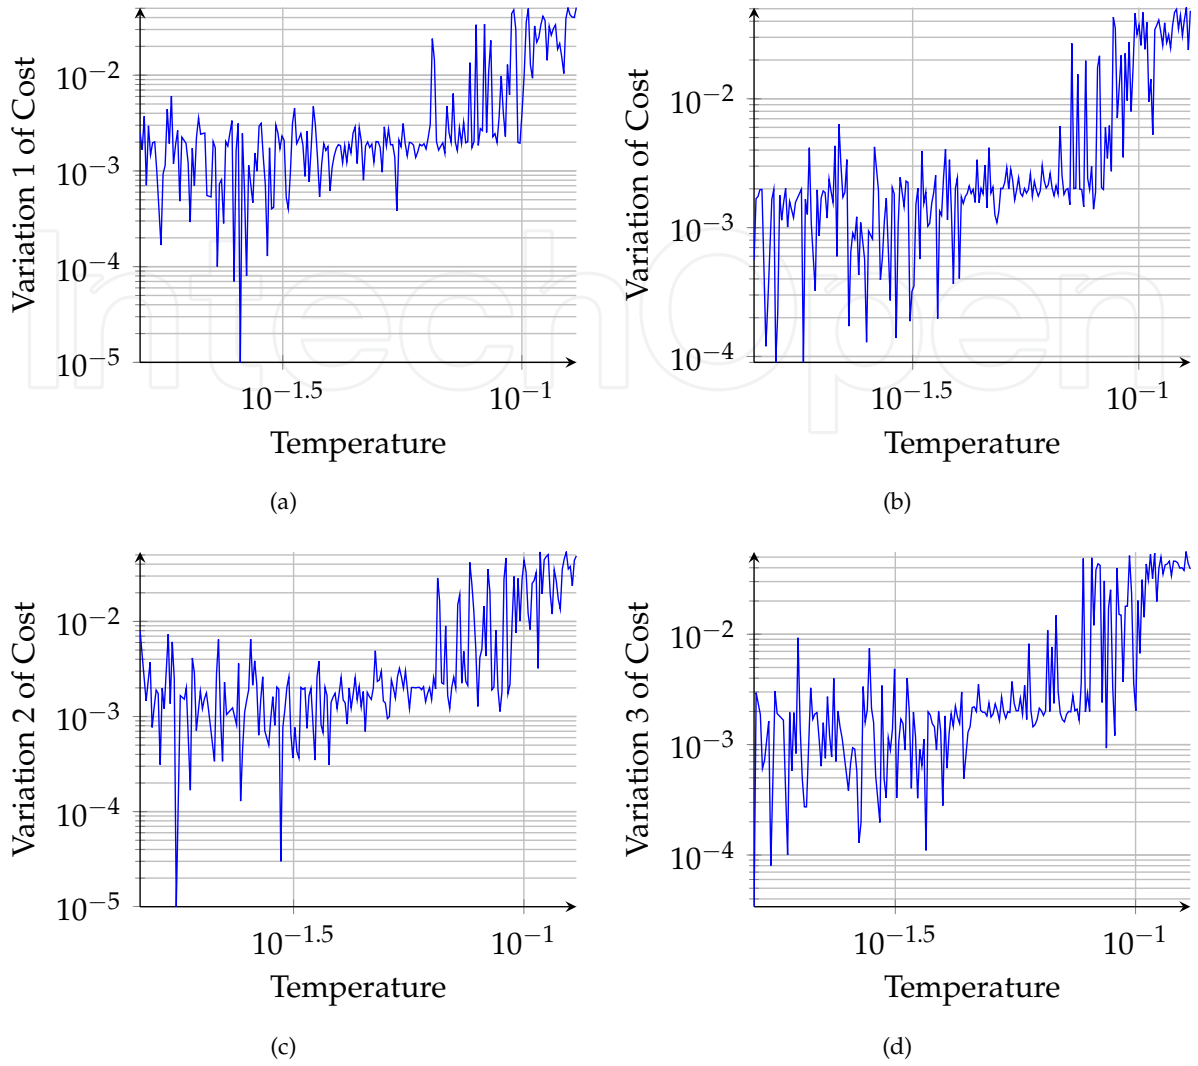 Variation 1 of Cost
10⁻²
10⁻³
10⁻⁴
10⁻⁵
10⁻¹·⁵ 10⁻¹
Temperature
(a)
Variation of Cost
10⁻²
10⁻³
10⁻⁴
10⁻¹·⁵ 10⁻¹
Temperature
(b)
Variation 2 of Cost
10⁻²
10⁻³
10⁻⁴
10⁻⁵
10⁻¹·⁵ 10⁻¹
Temperature
(c)
Variation 3 of Cost
10⁻²
10⁻³
10⁻⁴
10⁻¹·⁵ 10⁻¹
Temperature
(d)
IntechOpen